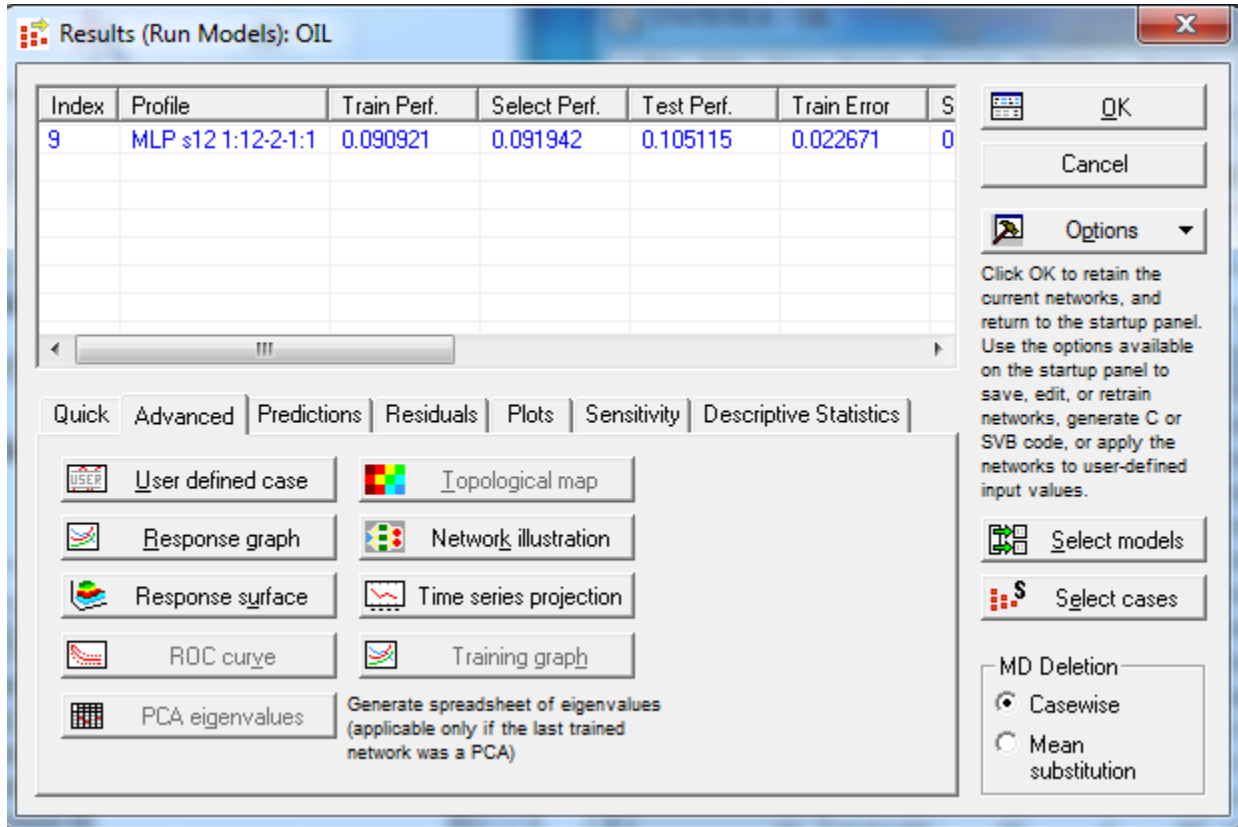 Results (Run Models): OIL
Index Profile Train Perf. Select Perf. Test Perf. Train Error S
9 MLP s12 1:12-2-1:1 0.090921 0.091942 0.105115 0.022671 0
OK
Cancel
Options
Click OK to retain the
current networks, and
return to the startup panel.
Use the options available
on the startup panel to
save, edit, or retrain
networks, generate C or
SVB code, or apply the
networks to user-defined
input values.
Quick Advanced Predictions Residuals Plots Sensitivity Descriptive Statistics
USER User defined case Topological map
Response graph Network illustration
Response surface Time series projection
ROC curve Training graph
PCA eigenvalues
Generate spreadsheet of eigenvalues
(applicable only if the last trained
network was a PCA)
Select models
S Select cases
MD Deletion
Casewise
Mean
substitution